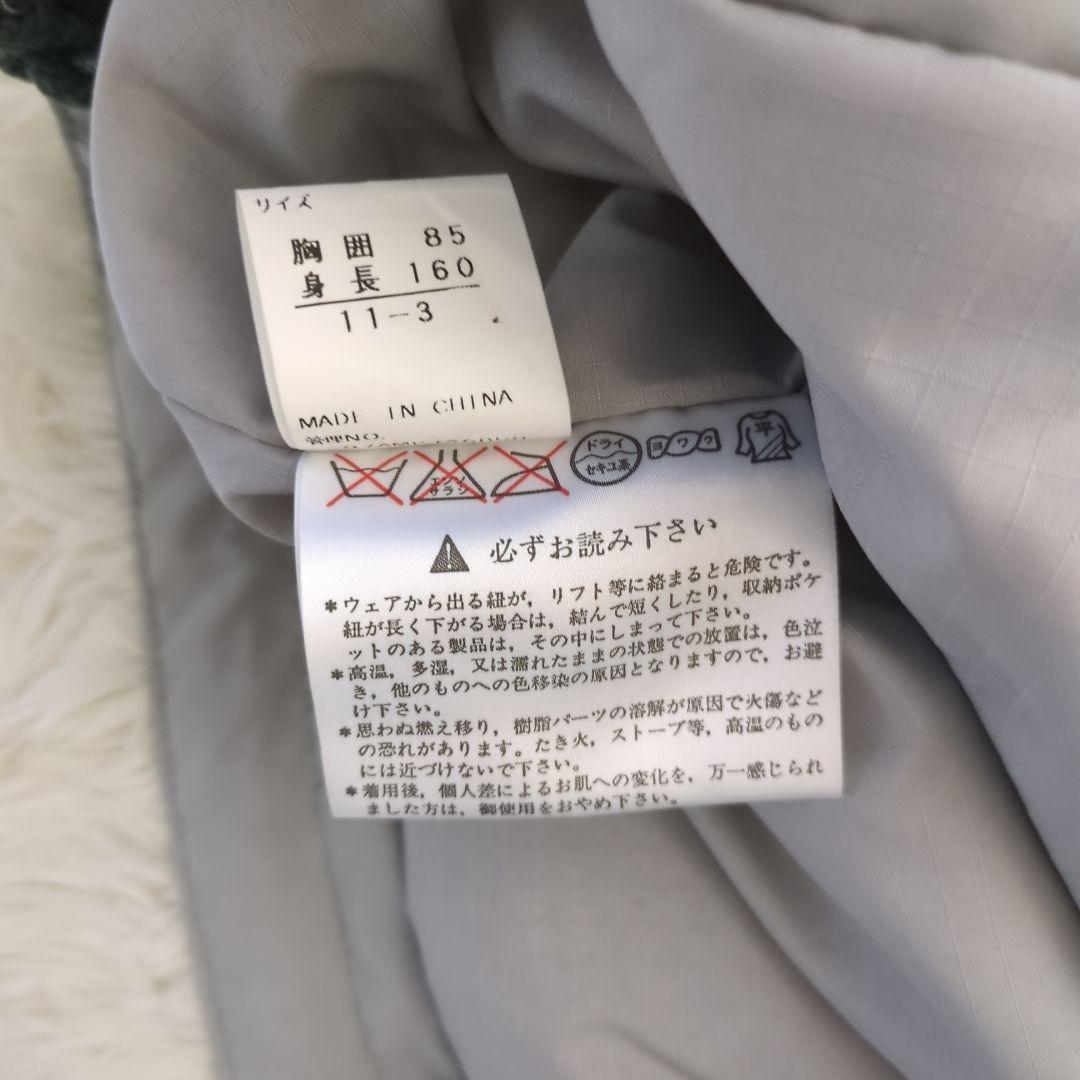 サイズ
胸囲 85
身長 160
11-3
MADE IN CHINA
管理NO.
エンソ
サラシ
ドライ
セキユ系
ヨワク
平
必ずお読み下さい
*ウェアから出る紐が,リフト等に絡まると危険です。
紐が長く下がる場合は,結んで短くしたり,収納ポケ
ットのある製品は,その中にしまって下さい。
*高温,多湿,又は濡れたままの状態での放置は,色泣
き,他のものへの色移染の原因となりますので,お避
け下さい。
*思わぬ燃え移り,樹脂パーツの溶解が原因で火傷など
の恐れがあります。たき火,ストーブ等,高温のもの
には近づけないで下さい。
*着用後,個人差によるお肌への変化を,万一感じられ
ました方は,御使用をおやめ下さい。